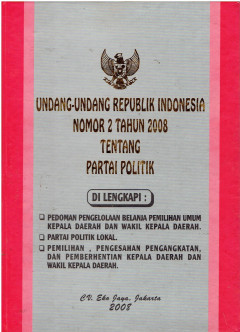 UNDANG-UNDANG REPUBLIK INDONESIA
NOMOR 2 TAHUN 2008
TENTANG
PARTAI POLITIK
DI LENGKAPI :
❑ PEDOMAN PENGELOLAAN BELANJA PEMILIHAN UMUM
KEPALA DAERAH DAN WAKIL KEPALA DAERAH.
❑ PARTAI POLITIK LOKAL.
❑ PEMILIHAN , PENGESAHAN PENGANGKATAN,
DAN PEMBERHENTIAN KEPALA DAERAH DAN
WAKIL KEPALA DAERAH.
CV. Eko Jaya, Jakarta
2008